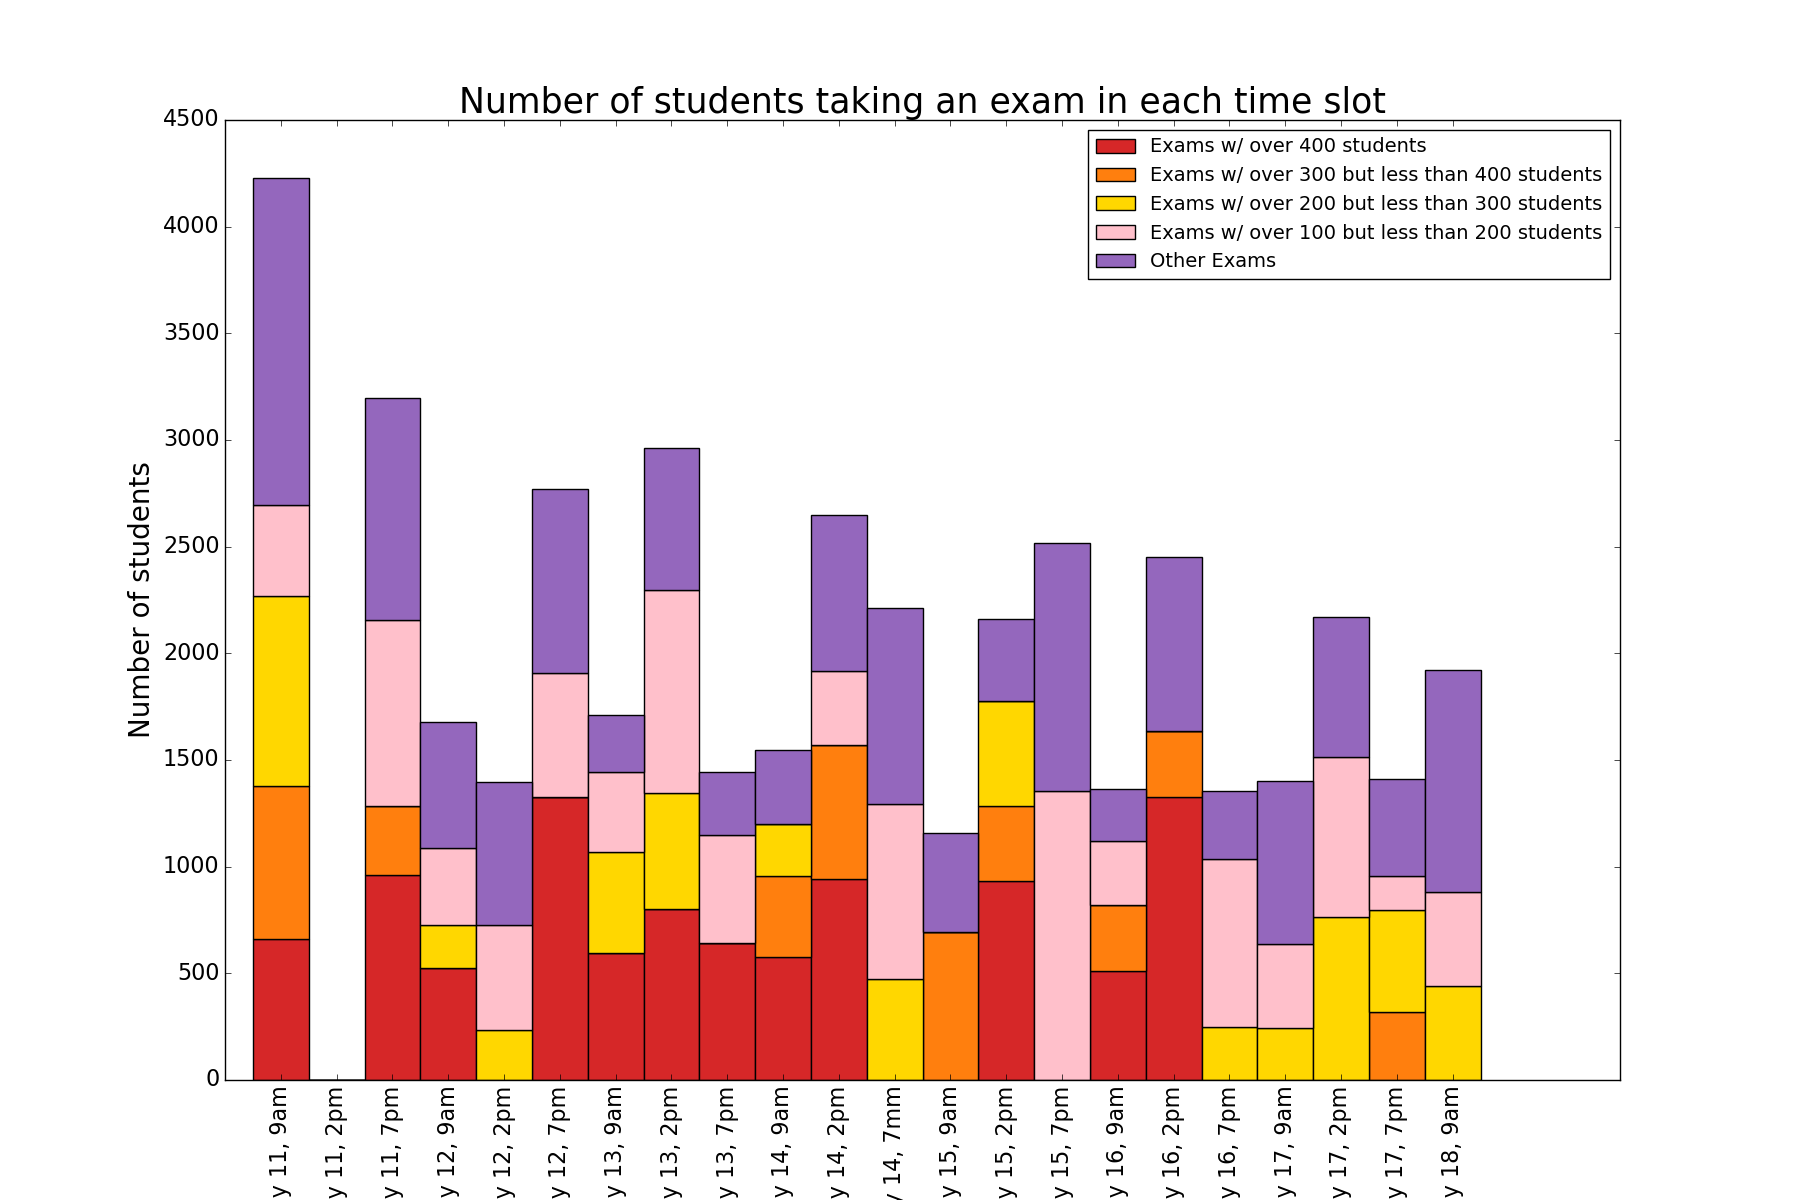 Number of students taking an exam in each time slot
Exams w/ over 400 students
Exams w/ over 300 but less than 400 students
Exams w/ over 200 but less than 300 students
Exams w/ over 100 but less than 200 students
Other Exams
Number of students
4500
4000
3500
3000
2500
2000
1500
1000
500
0
y 11, 9am
y 11, 2pm
y 11, 7pm
y 12, 9am
y 12, 2pm
y 12, 7pm
y 13, 9am
y 13, 2pm
y 13, 7pm
y 14, 9am
y 14, 2pm
y 14, 7mm
y 15, 9am
y 15, 2pm
y 15, 7pm
y 16, 9am
y 16, 2pm
y 16, 7pm
y 17, 9am
y 17, 2pm
y 17, 7pm
y 18, 9am